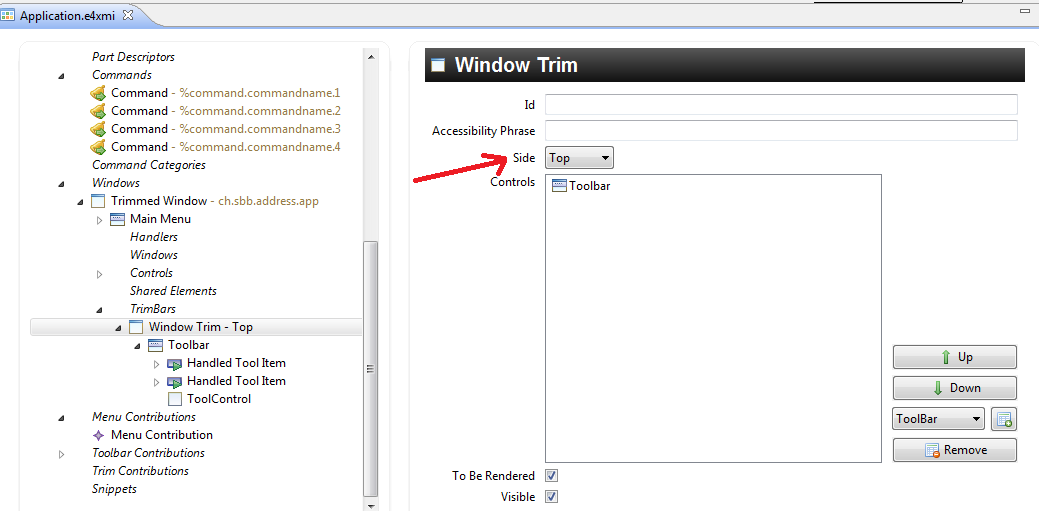 Application.e4xmi
Part Descriptors
Commands
Command - %command.commandname.1
Command - %command.commandname.2
Command - %command.commandname.3
Command - %command.commandname.4
Command Categories
Windows
Trimmed Window - ch.sbb.address.app
Main Menu
Handlers
Windows
Controls
Shared Elements
TrimBars
Window Trim - Top
Toolbar
Handled Tool Item
Handled Tool Item
ToolControl
Menu Contributions
Menu Contribution
Toolbar Contributions
Trim Contributions
Snippets
Window Trim
Id
Accessibility Phrase
Side Top
Controls
Toolbar
Up
Down
ToolBar
Remove
To Be Rendered
Visible